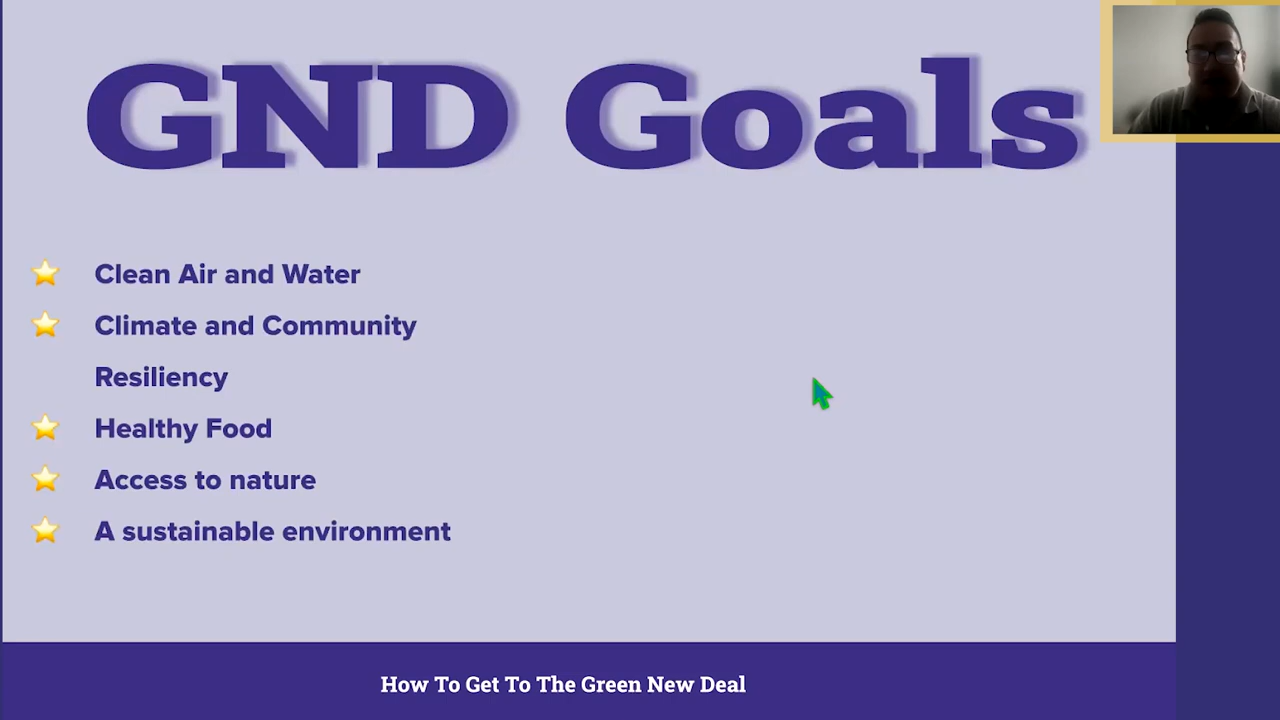 GND Goals
Clean Air and Water
Climate and Community
Resiliency
Healthy Food
Access to nature
A sustainable environment
How To Get To The Green New Deal